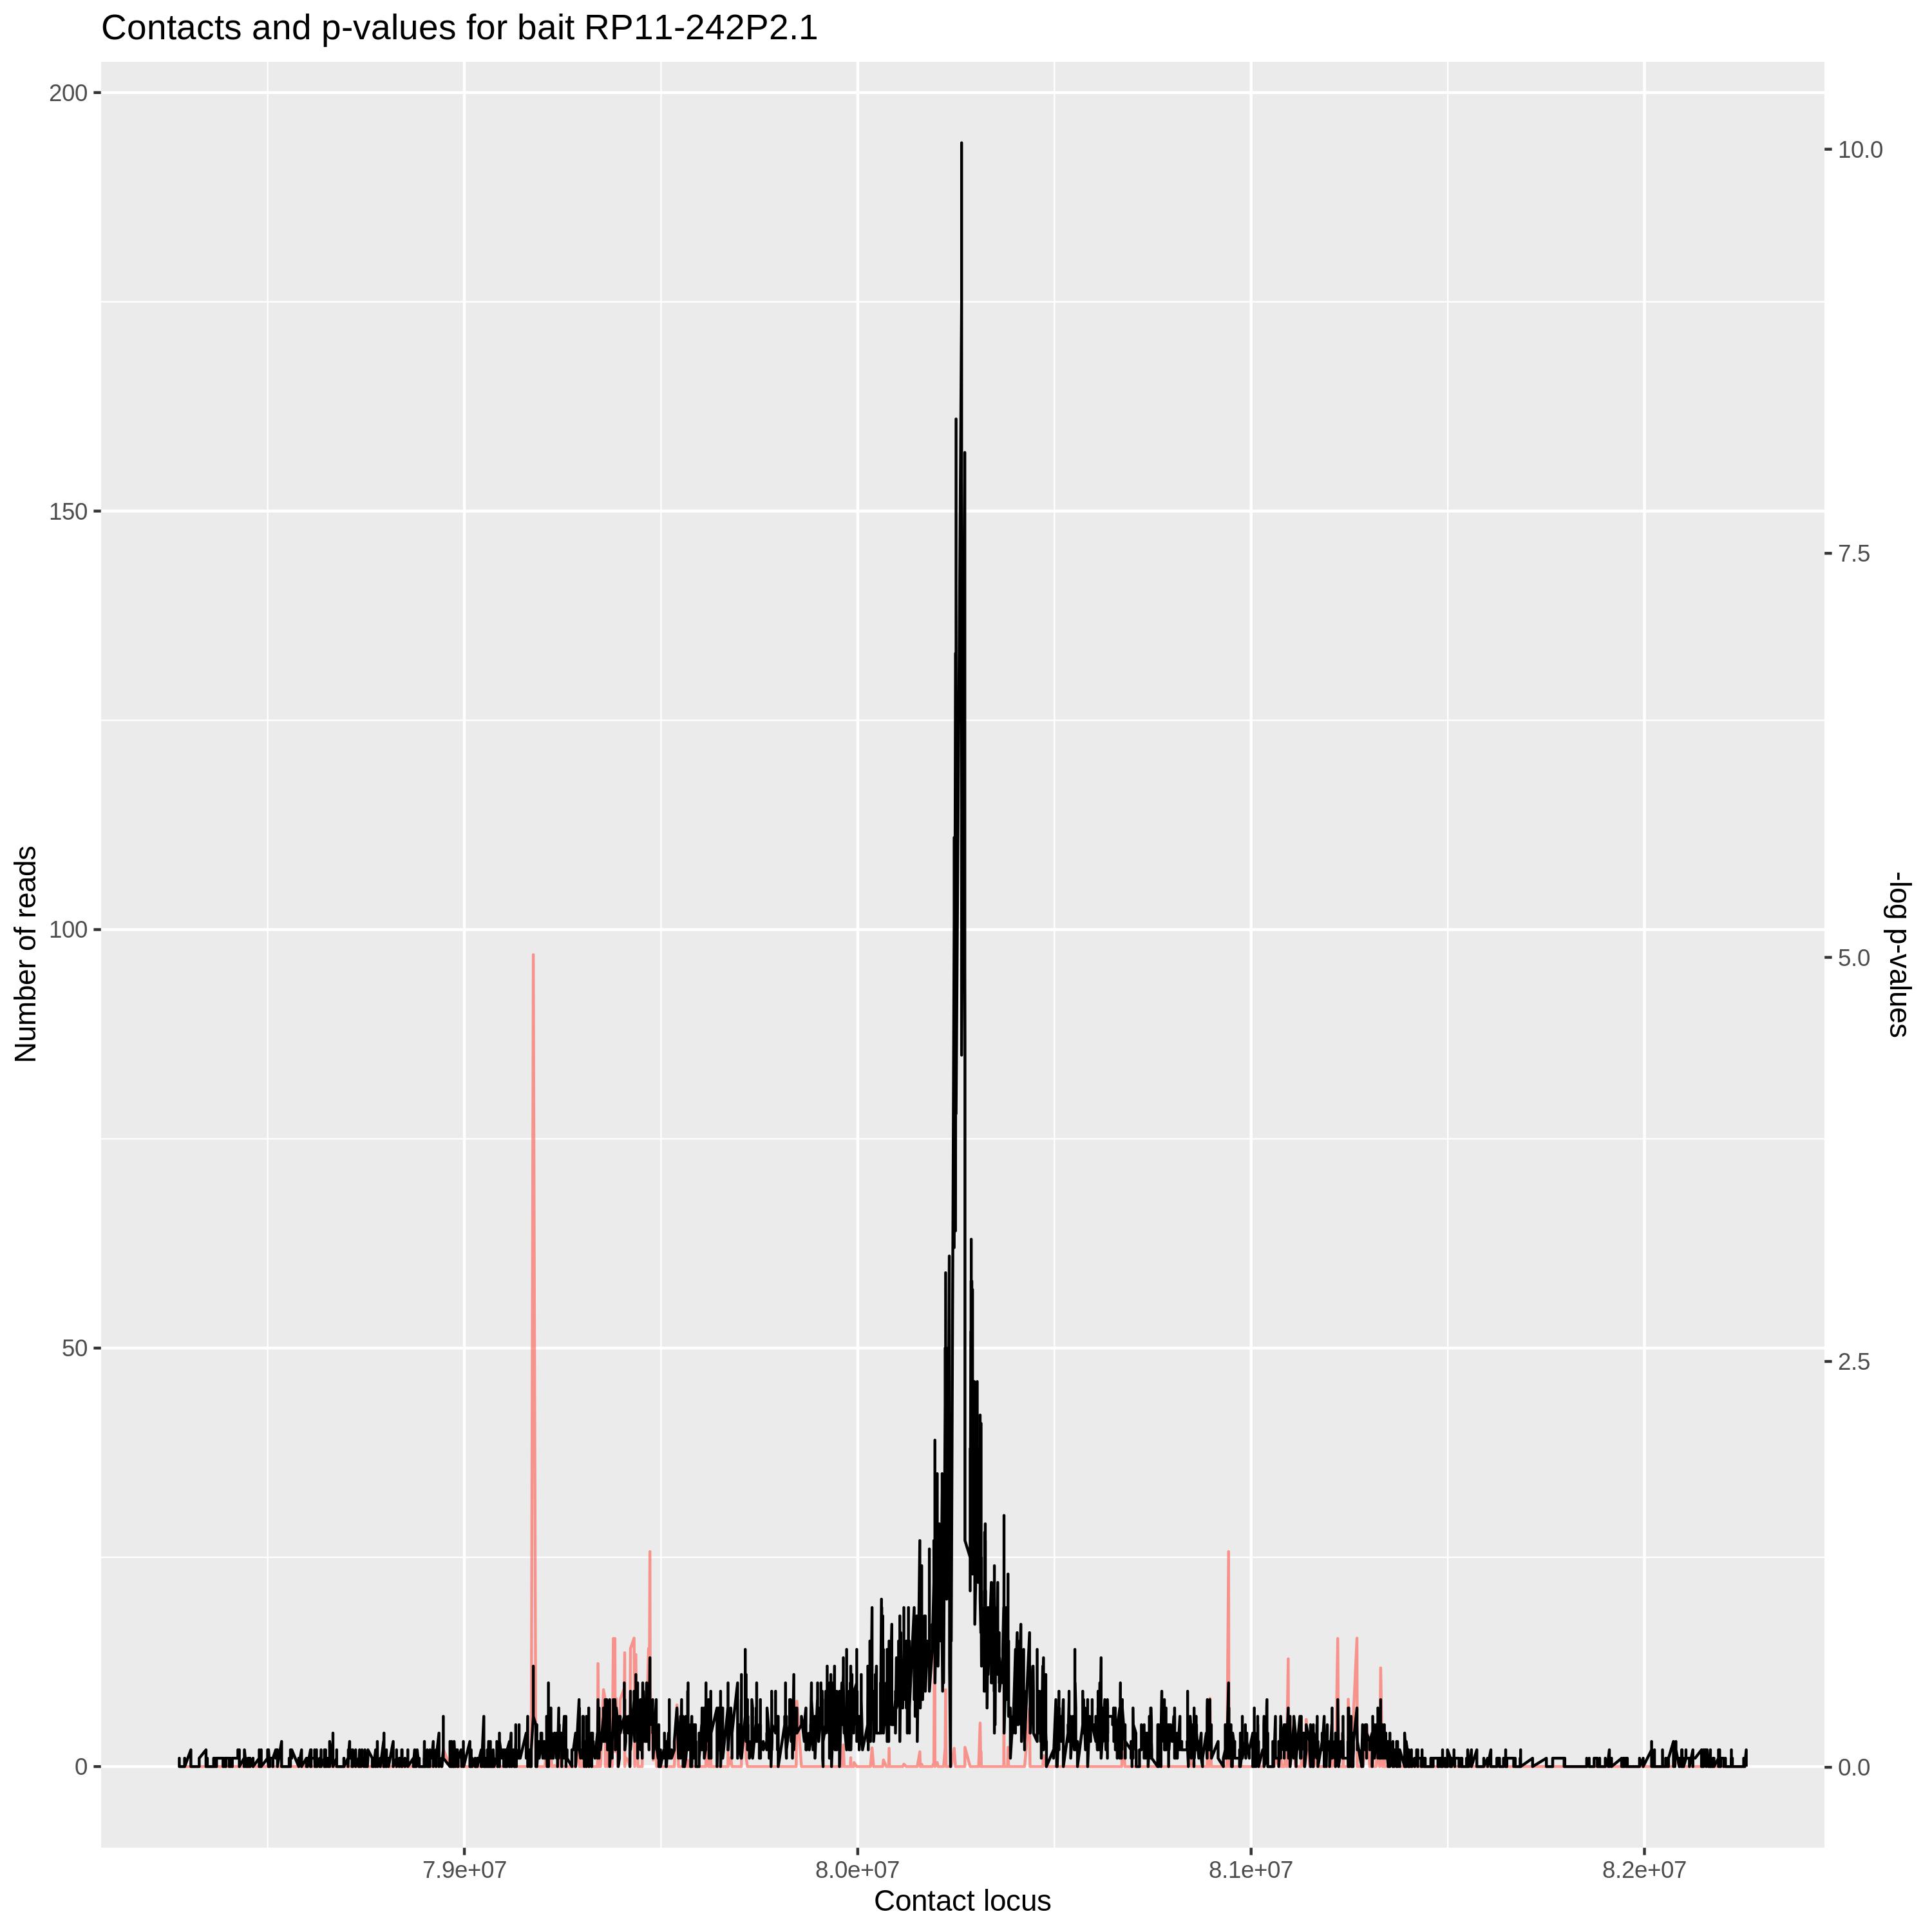 Contacts and p-values for bait RP11-242P2.1
200
150
100
50
0
10.0
7.5
5.0
2.5
0.0
Number of reads
-log p-values
7.9e+07
8.0e+07
8.1e+07
8.2e+07
Contact locus